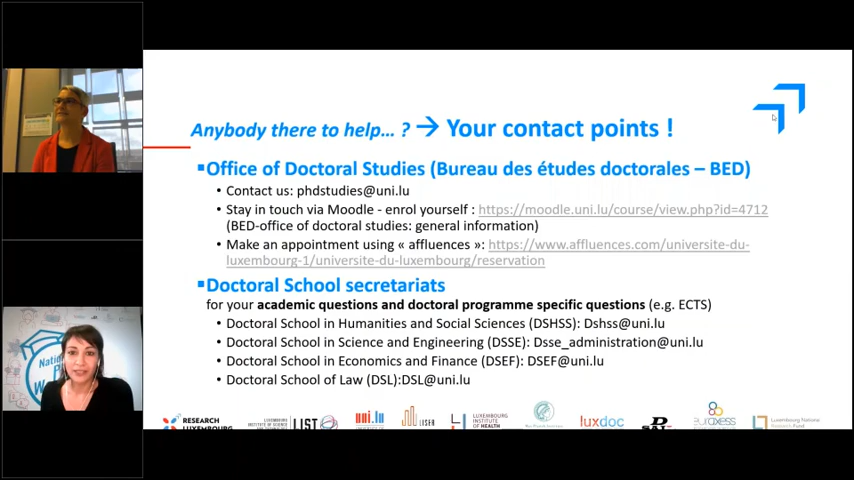 Anybody there to help… ? → Your contact points !
▪Office of Doctoral Studies (Bureau des études doctorales – BED)
• Contact us: phdstudies@uni.lu
• Stay in touch via Moodle - enrol yourself : https://moodle.uni.lu/course/view.php?id=4712
(BED-office of doctoral studies: general information)
• Make an appointment using « affluences »: https://www.affluences.com/universite-du-
luxembourg-1/universite-du-luxembourg/reservation
▪Doctoral School secretariats
for your academic questions and doctoral programme specific questions (e.g. ECTS)
• Doctoral School in Humanities and Social Sciences (DSHSS): Dshss@uni.lu
• Doctoral School in Science and Engineering (DSSE): Dsse_administration@uni.lu
• Doctoral School in Economics and Finance (DSEF): DSEF@uni.lu
• Doctoral School of Law (DSL):DSL@uni.lu
RESEARCH LUXEMBOURG LIST uni.lu LISER LUXEMBOURG INSTITUTE OF HEALTH luxdoc euraxess Luxembourg National